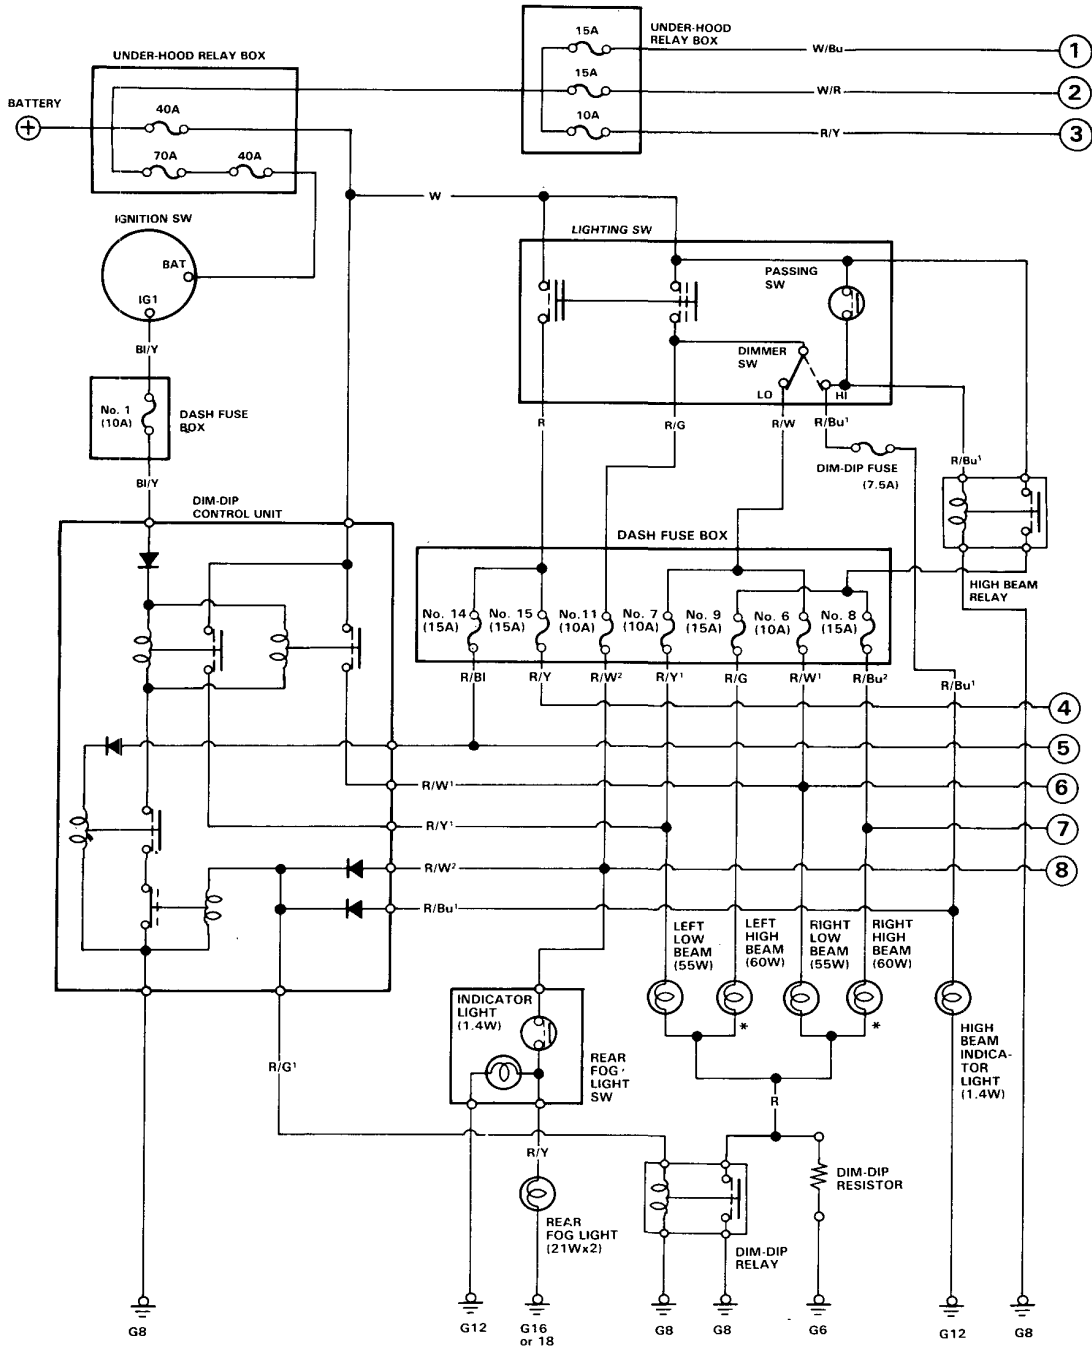 UNDER-HOOD RELAY BOX
BATTERY
40A
70A
40A
15A
15A
10A
UNDER-HOOD
RELAY BOX
W/Bu
W/R
R/Y
1
2
3
IGNITION SW
BAT
IG1
W
LIGHTING SW
PASSING
SW
DIMMER
SW
LO
HI
Bl/Y
No. 1
(10A)
DASH FUSE
BOX
Bl/Y
R
R/G
R/W
R/Bu¹
DIM-DIP FUSE
(7.5A)
R/Bu¹
DIM-DIP
CONTROL UNIT
DASH FUSE BOX
HIGH BEAM
RELAY
No. 14
(15A)
No. 15
(15A)
No.11
(10A)
No. 7
(10A)
No. 9
(15A)
No. 6
(10A)
No. 8
(15A)
R/Bl
R/Y
R/W²
R/Y¹
R/G
R/W¹
R/Bu²
R/Bu¹
4
5
R/W¹
6
R/Y¹
7
R/W²
8
R/Bu¹
LEFT
LOW
BEAM
(55W)
LEFT
HIGH
BEAM
(60W)
RIGHT
LOW
BEAM
(55W)
RIGHT
HIGH
BEAM
(60W)
*
*
HIGH
BEAM
INDICA-
TOR
LIGHT
(1.4W)
INDICATOR
LIGHT
(1.4W)
REAR
FOG
LIGHT
SW
R/G¹
R
R/Y
REAR
FOG LIGHT
(21Wx2)
DIM-DIP
RELAY
DIM-DIP
RESISTOR
G8
G12
G16
or 18
G8
G8
G6
G12
G8